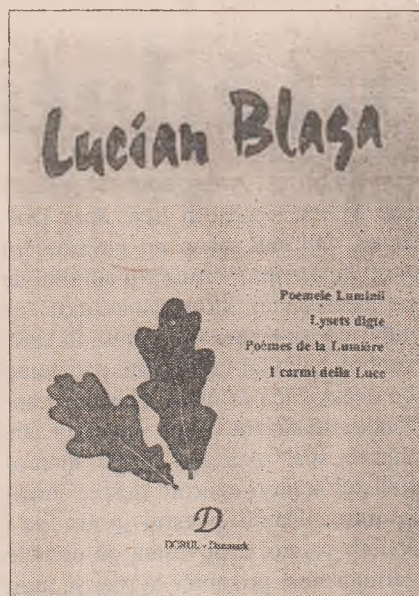 Lucian Blaga
Poemele Luminii
Lysets digte
Poèmes de la Lumière
I carmi della Luce
D
DORUL - Danmark